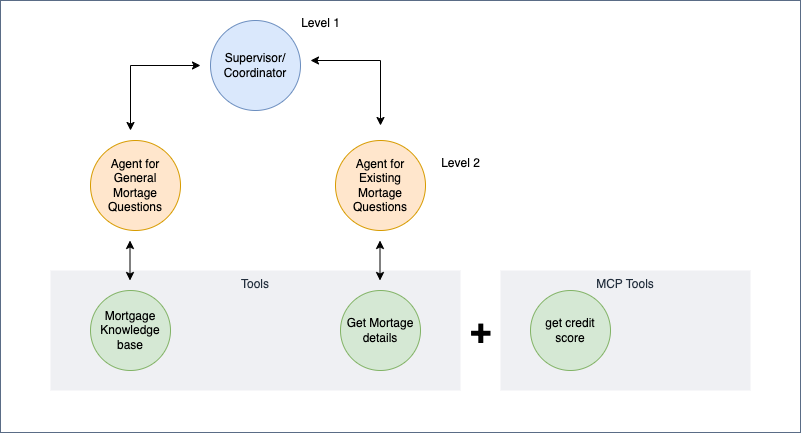 Level 1
Supervisor/
Coordinator
Agent for
General
Mortage
Questions
Agent for
Existing
Mortage
Questions
Level 2
Tools
MCP Tools
Mortgage
Knowledge
base
Get Mortage
details
get credit
score